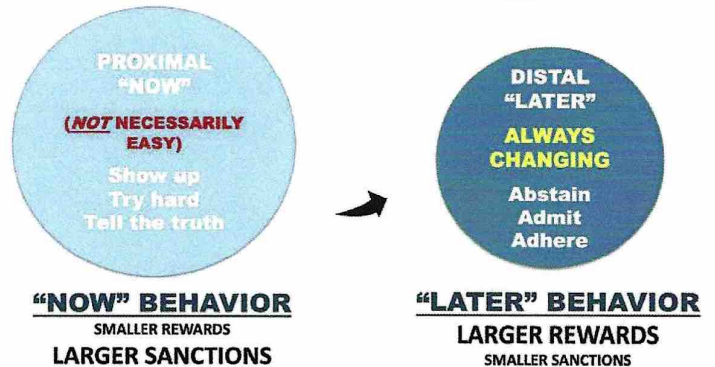 PROXIMAL
“NOW”
(NOT NECESSARILY
EASY)
Show up
Try hard
Tell the truth
“NOW” BEHAVIOR
SMALLER REWARDS
LARGER SANCTIONS
DISTAL
“LATER”
ALWAYS
CHANGING
Abstain
Admit
Adhere
“LATER” BEHAVIOR
LARGER REWARDS
SMALLER SANCTIONS